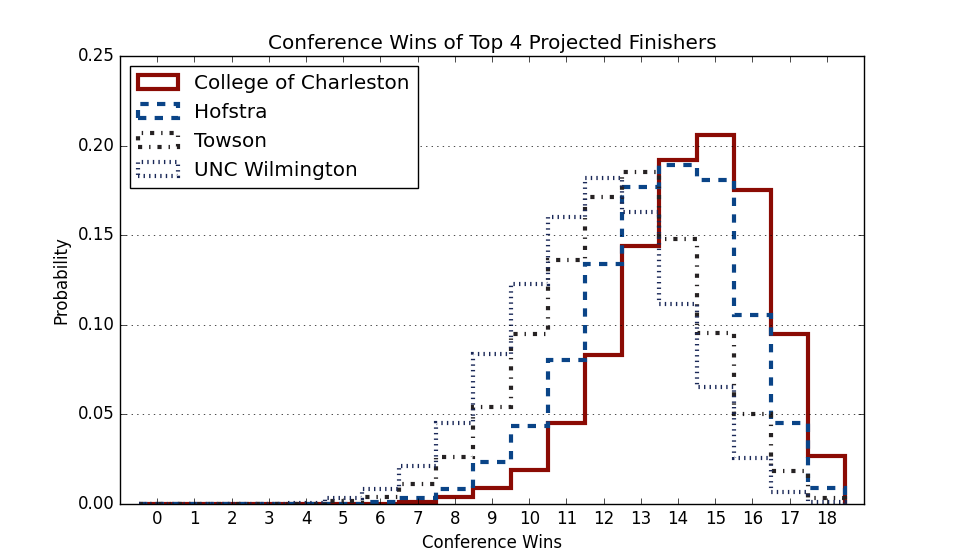 Conference Wins of Top 4 Projected Finishers
0.25
College of Charleston
Hofstra
0.20
Towson
UNC Wilmington
0.15
Probability
0.10
0.05
0.00
0 1 2 3 4 5 6 7 8 9 10 11 12 13 14 15 16 17 18
Conference Wins